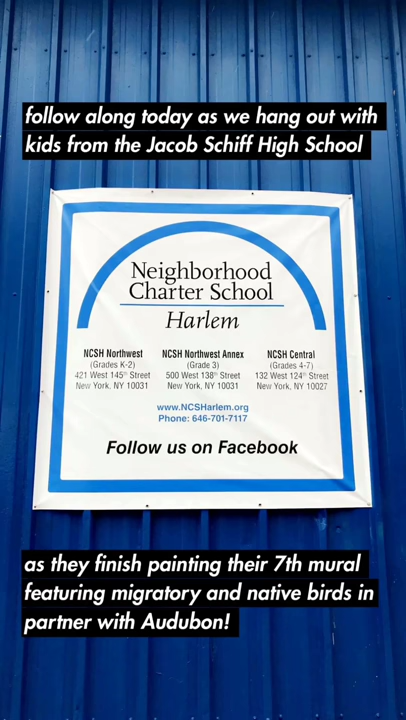 follow along today as we hang out with
kids from the Jacob Schiff High School
Neighborhood
Charter School
Harlem
NCSH Northwest
(Grades K-2)
421 West 145th Street
New York, NY 10031
NCSH Northwest Annex
(Grade 3)
500 West 138th Street
New York, NY 10031
NCSH Central
(Grades 4-7)
132 West 124th Street
New York, NY 10027
www.NCSHarlem.org
Phone: 646-701-7117
Follow us on Facebook
as they finish painting their 7th mural
featuring migratory and native birds in
partner with Audubon!